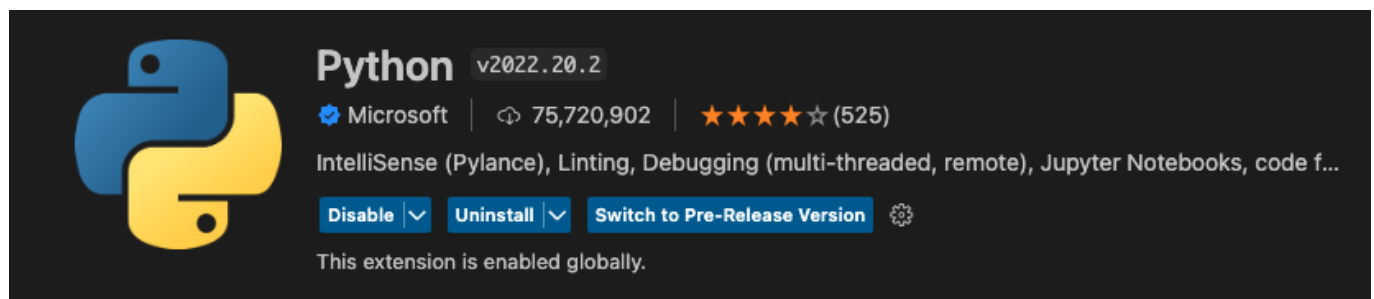 Python v2022.20.2
Microsoft 75,720,902 (525)
IntelliSense (Pylance), Linting, Debugging (multi-threaded, remote), Jupyter Notebooks, code f...
Disable Uninstall Switch to Pre-Release Version
This extension is enabled globally.